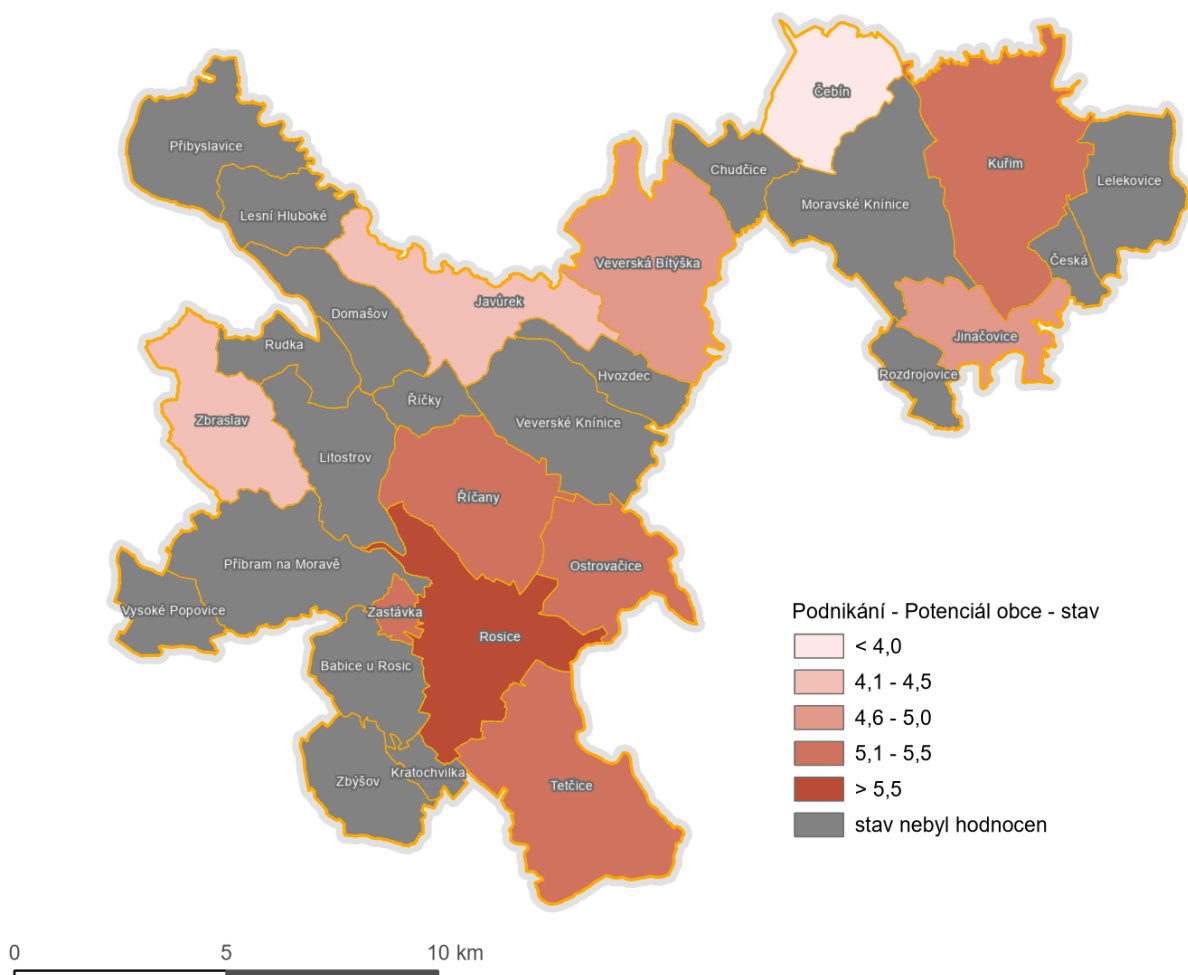 Čebín
Přibyslavice
Kuřim
Chudčice
Lelekovice
Moravské Knínice
Lesní Hluboké
Česká
Veverská Bítýška
Javůrek
Domašov
Jinačovice
Rudka
Rozdrojovice
Hvozdec
Říčky
Zbraslav
Veverské Knínice
Litostrov
Říčany
Příbram na Moravě
Ostrovačice
Vysoké Popovice
Zastávka
Rosice
Babice u Rosic
Kratochvilka
Zbýšov
Tetčice
Podnikání - Potenciál obce - stav
< 4,0
4,1 - 4,5
4,6 - 5,0
5,1 - 5,5
> 5,5
stav nebyl hodnocen
0 5 10 km